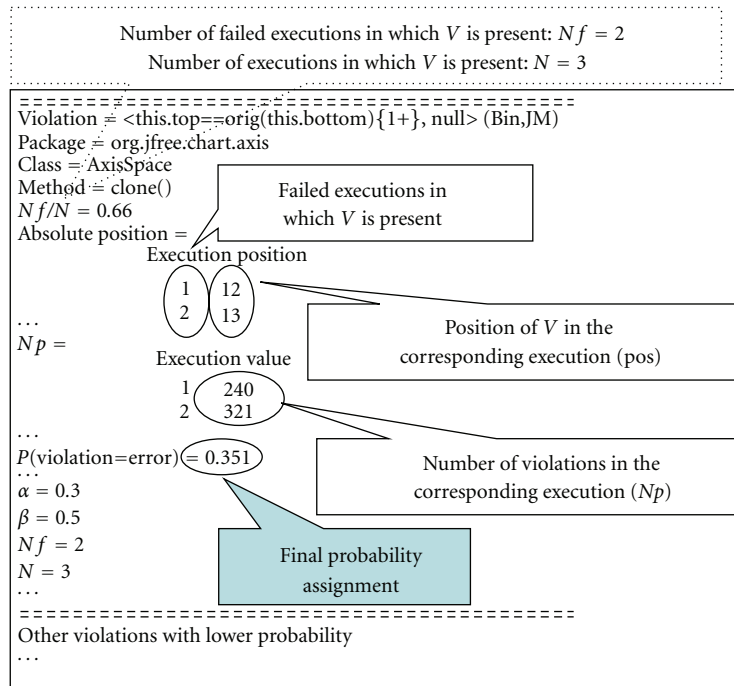 Number of failed executions in which V is present: Nf = 2
Number of executions in which V is present: N = 3
================================================
Violation = <this.top==orig(this.bottom){1+}, null> (Bin,JM)
Package = org.jfree.chart.axis
Class = AxisSpace
Method = clone()
Nf/N = 0.66
Absolute position =
Failed executions in
which V is present
Execution position
1 12
2 13
Position of V in the
corresponding execution (pos)
...
Np =
Execution value
1 240
2 321
...
Number of violations in the
corresponding execution (Np)
P(violation=error) = 0.351
...
α = 0.3
β = 0.5
Nf = 2
N = 3
...
Final probability
assignment
================================================
Other violations with lower probability
...